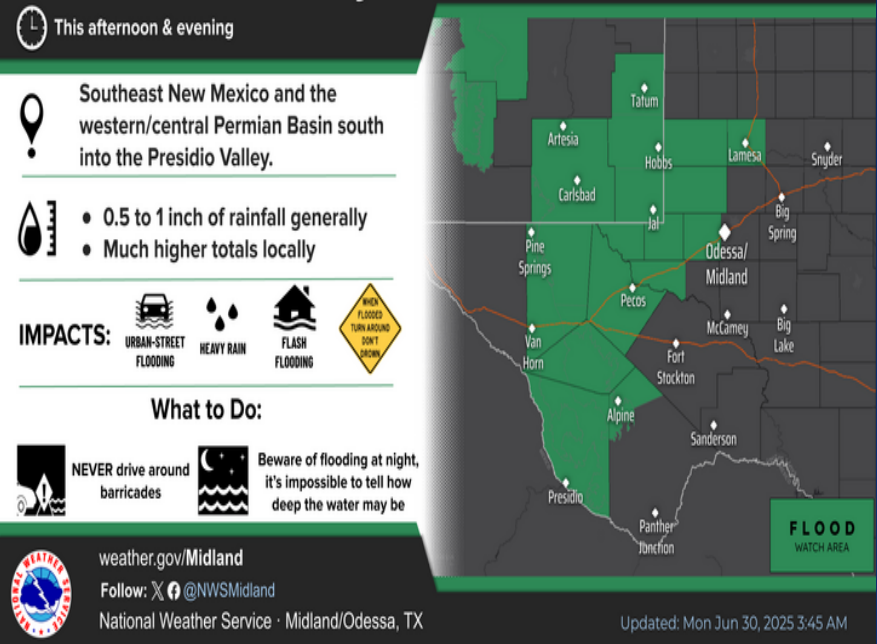 This afternoon & evening
Southeast New Mexico and the
western/central Permian Basin south
into the Presidio Valley.
• 0.5 to 1 inch of rainfall generally
• Much higher totals locally
IMPACTS:
URBAN-STREET
FLOODING
HEAVY RAIN
FLASH
FLOODING
WHEN
FLOODED
TURN AROUND
DON'T
DROWN
What to Do:
NEVER drive around
barricades
Beware of flooding at night,
it's impossible to tell how
deep the water may be
NATIONAL WEATHER SERVICE
weather.gov/Midland
Follow: X @NWSMidland
National Weather Service · Midland/Odessa, TX
Tatum
Artesia
Hobbs
Lamesa
Snyder
Carlsbad
Jal
Big
Spring
Pine
Springs
Odessa/
Midland
Pecos
McCamey
Big
Lake
Van
Horn
Fort
Stockton
Alpine
Sanderson
Presidio
Panther
Junction
FLOOD
WATCH AREA
Updated: Mon Jun 30, 2025 3:45 AM